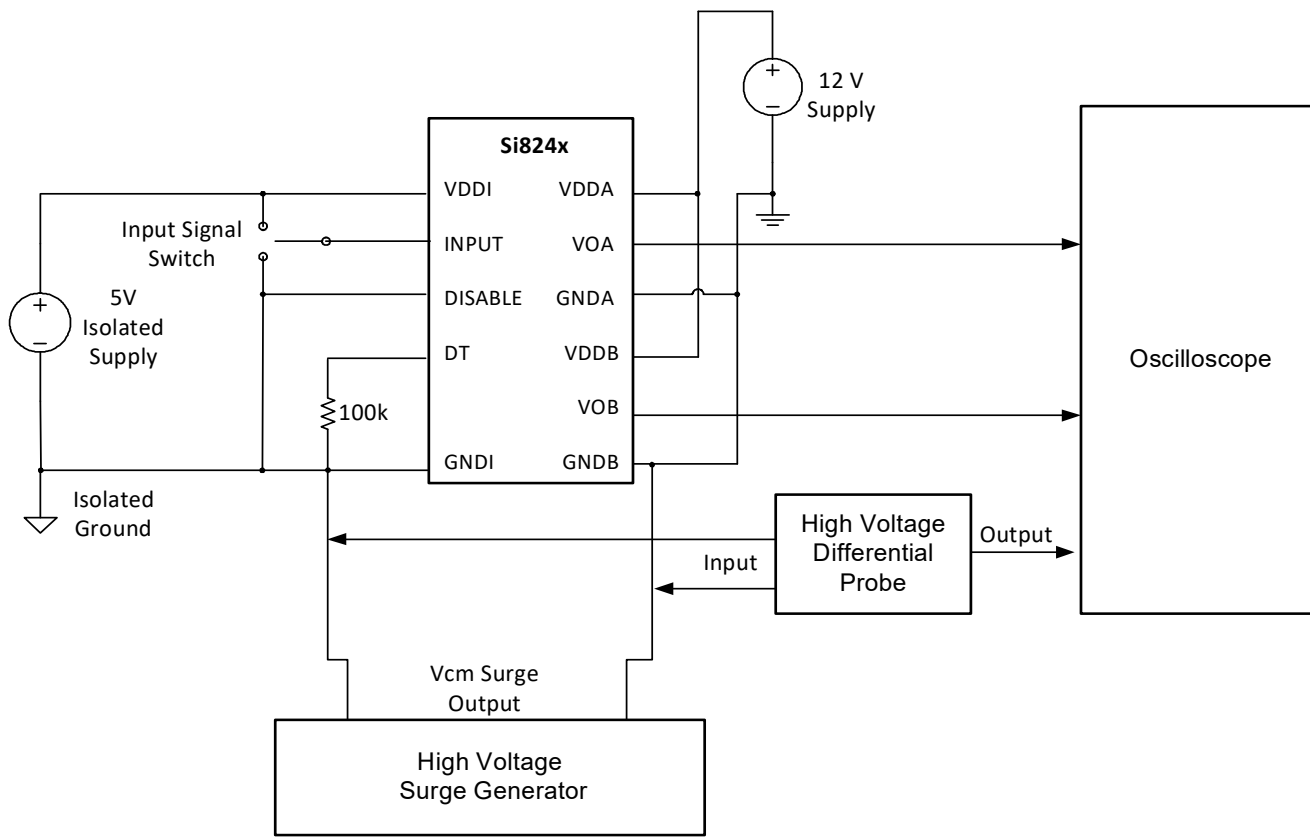 12 V
Supply
Si824x
VDDI
VDDA
Input Signal
Switch
INPUT
VOA
5V
Isolated
Supply
DISABLE
GNDA
DT
VDDB
Oscilloscope
100k
VOB
GNDI
GNDB
Isolated
Ground
High Voltage
Differential
Probe
Input
Output
Vcm Surge
Output
High Voltage
Surge Generator